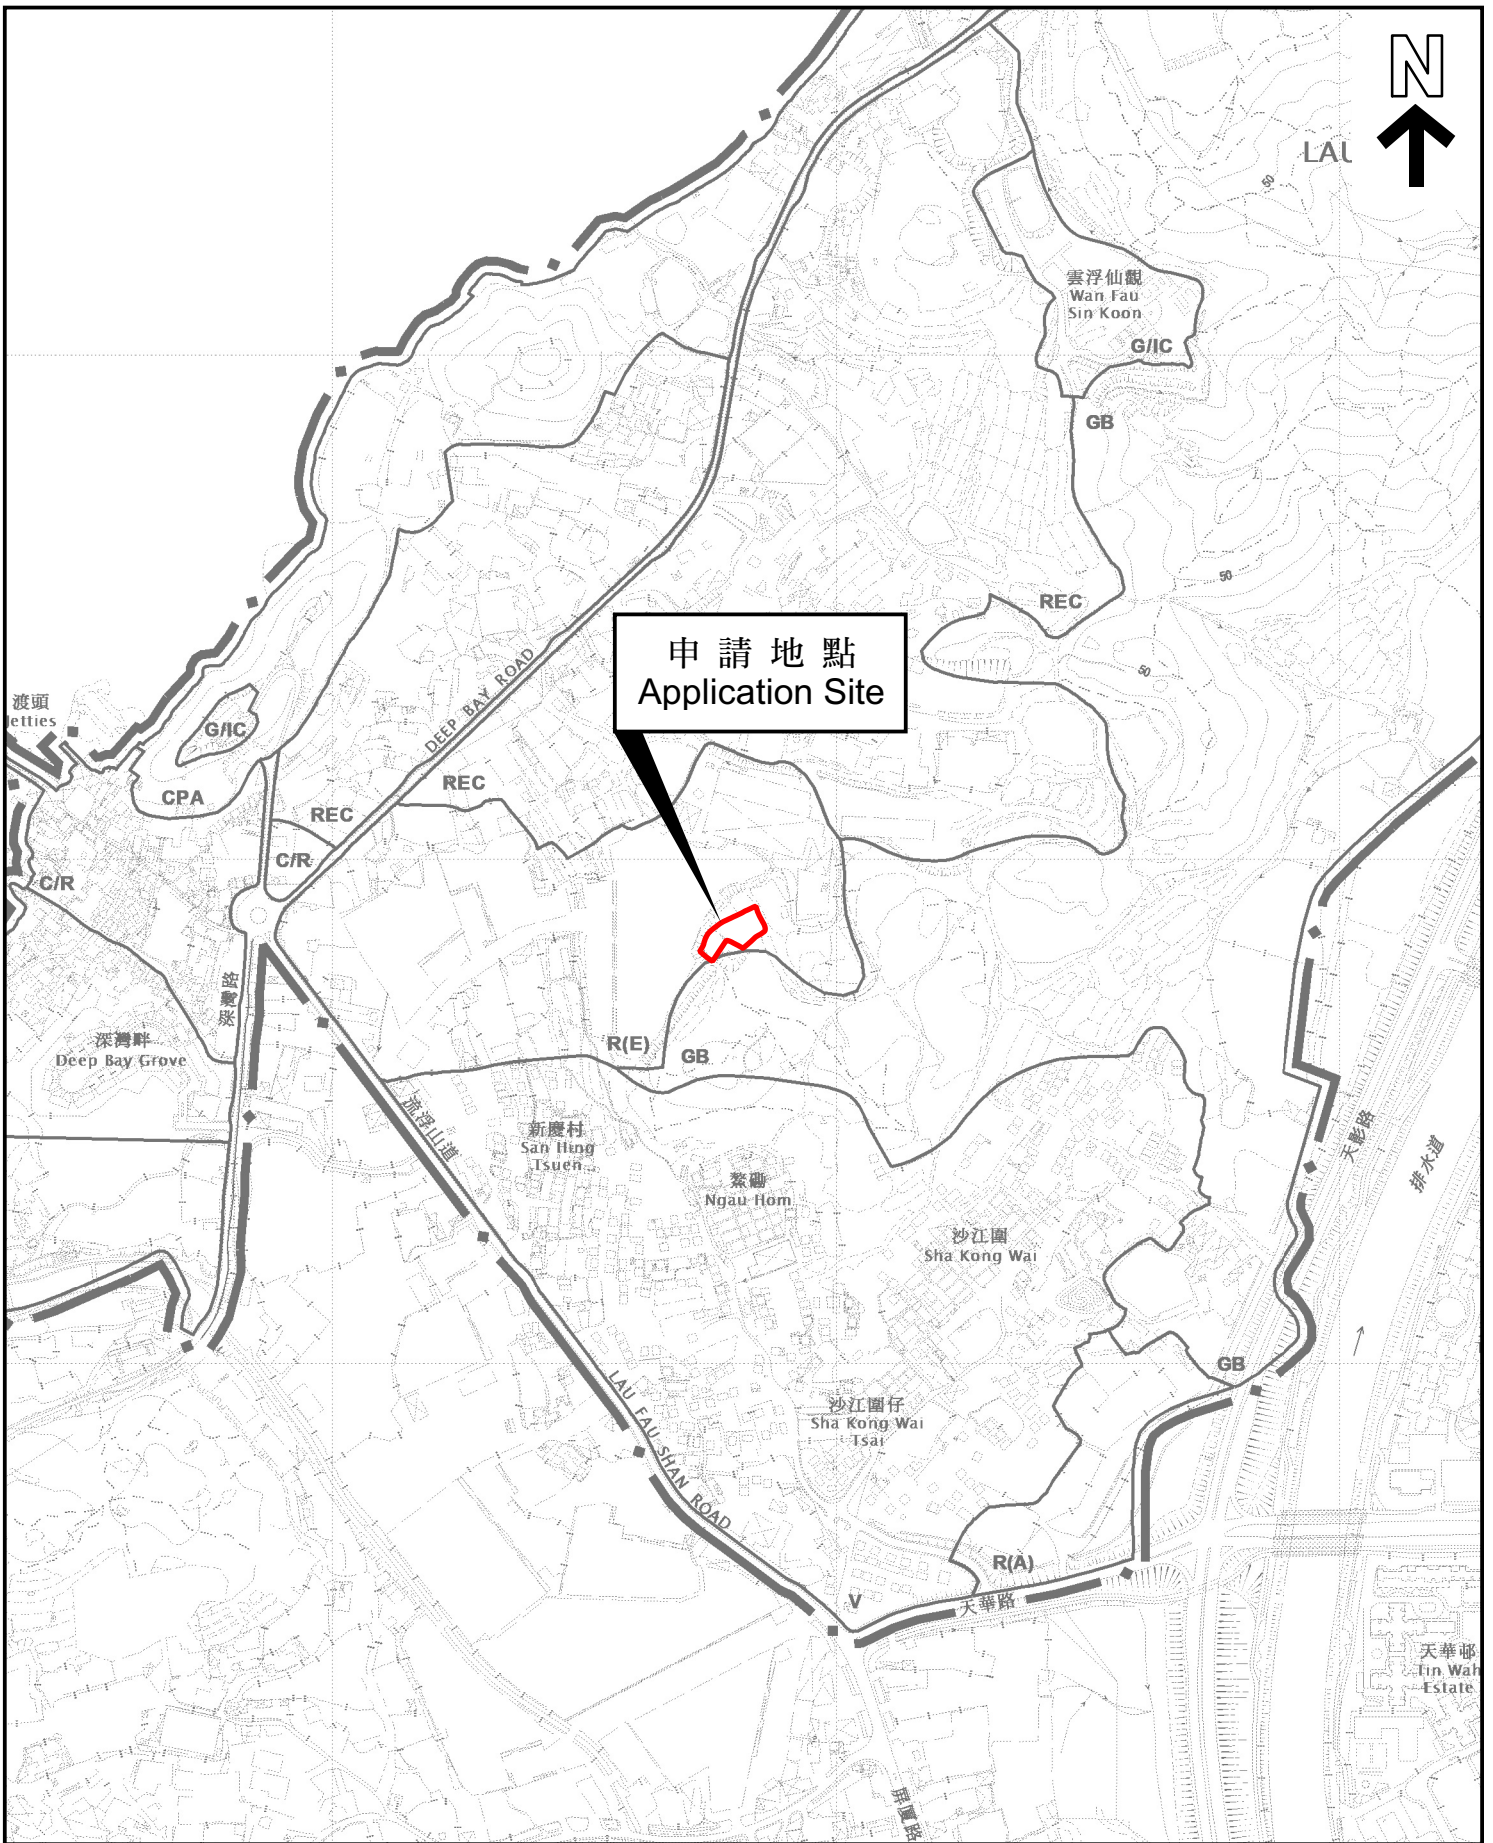 N
LAU
50
雲浮仙觀
Wan Fau
Sin Koon
G/IC
GB
50
REC
50
申請地點
Application Site
DEEP BAY ROAD
渡頭
Jetties
G/IC
CPA
REC
REC
C/R
C/R
深灣路
深灣畔
Deep Bay Grove
R(E)
GB
流浮山道
新慶村
San Hing
Tsuen
鰲磡
Ngau Hom
沙江圍
Sha Kong Wai
天影路
排水道
GB
LAU FAU SHAN ROAD
沙江圍仔
Sha Kong Wai
Tsai
R(A)
V
天華路
天華邨
Tin Wah
Estate
屏廈路